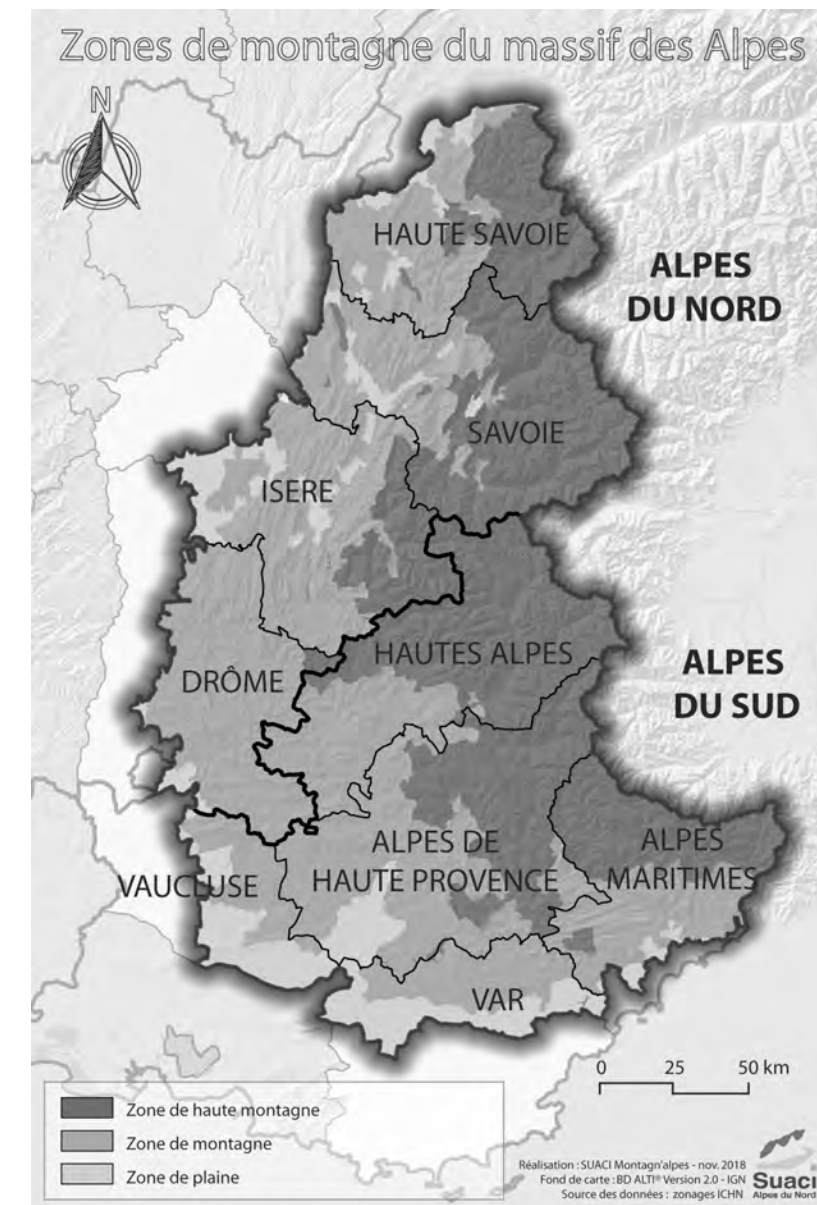 Zones de montagne du massif des Alpes
N
HAUTE SAVOIE
ALPES
DU NORD
SAVOIE
ISERE
HAUTES ALPES
DRÔME
ALPES
DU SUD
ALPES DE
HAUTE PROVENCE
ALPES
MARITIMES
VAUCLUSE
VAR
0 25 50 km
Zone de haute montagne
Zone de montagne
Zone de plaine
Réalisation : SUACI Montagn'alpes - nov. 2018
Fond de carte : BD ALTI® Version 2.0 - IGN
Source des données : zonages ICHN
Suaci
Alpes du Nord